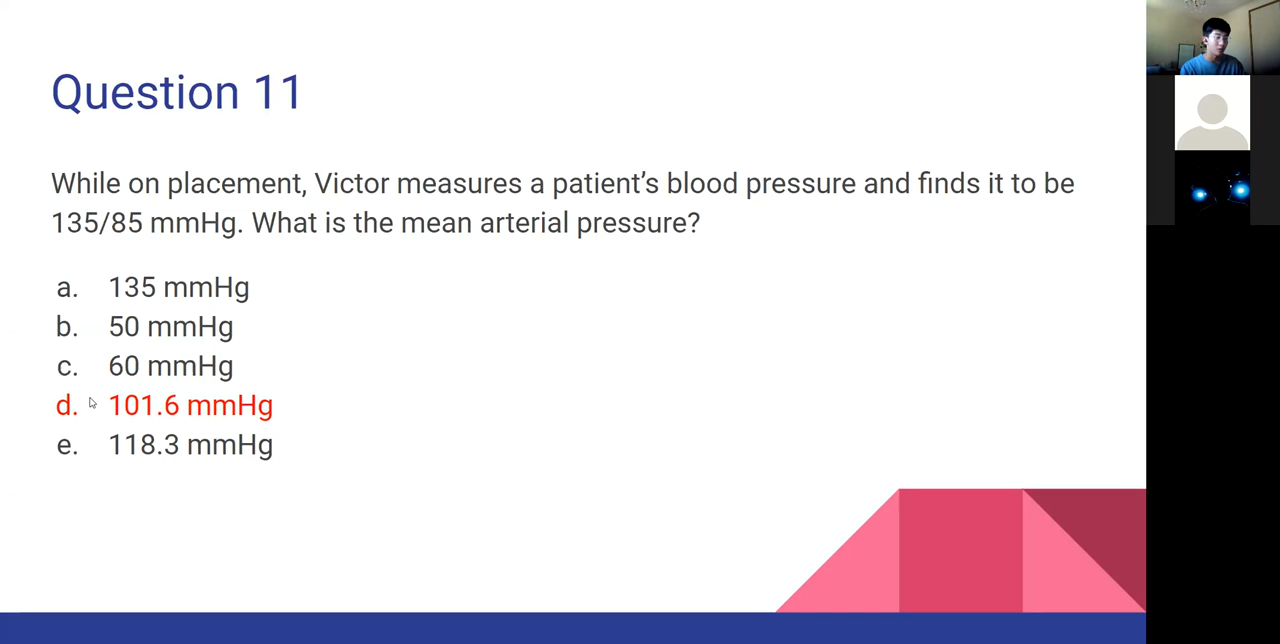 Question 11
While on placement, Victor measures a patient's blood pressure and finds it to be
135/85 mmHg. What is the mean arterial pressure?
a. 135 mmHg
b. 50 mmHg
c. 60 mmHg
d. 101.6 mmHg
e. 118.3 mmHg